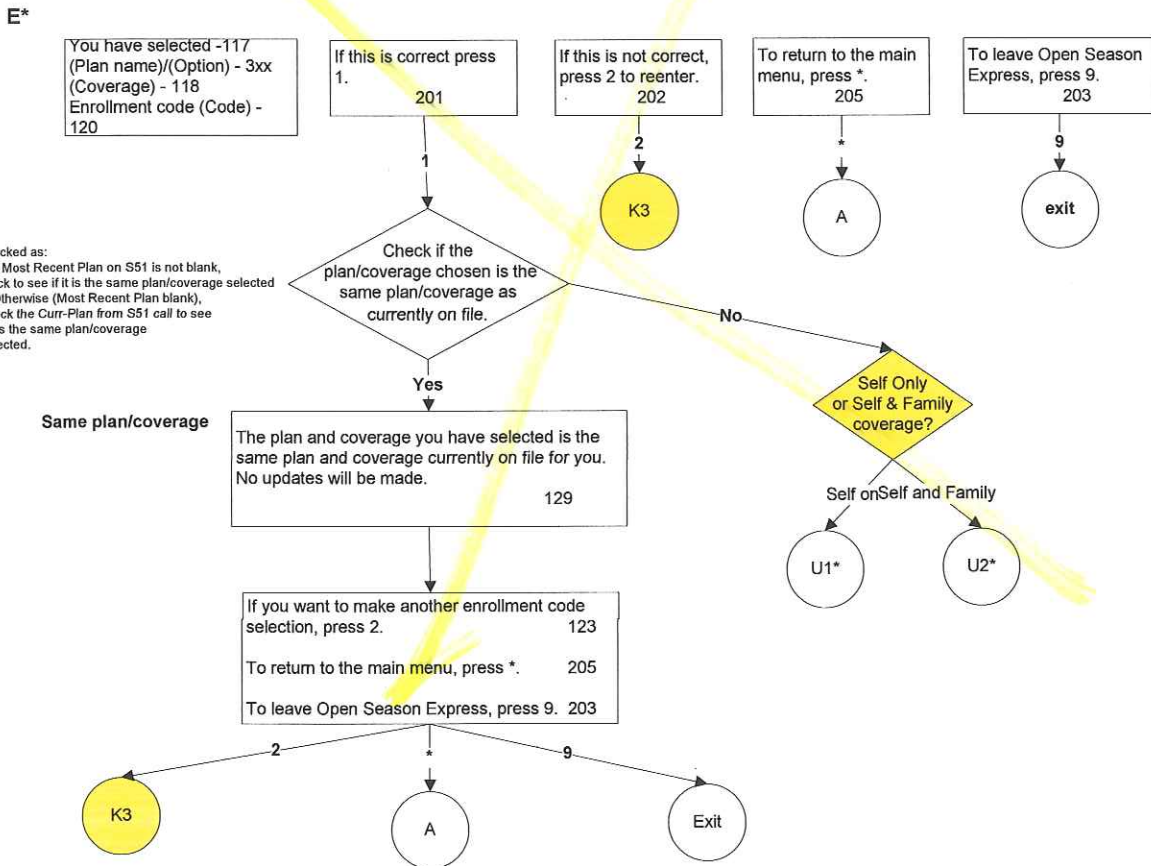 E*
You have selected -117
(Plan name)/(Option) - 3xx
(Coverage) - 118
Enrollment code (Code) -
120
If this is correct press
1.
201
If this is not correct,
press 2 to reenter.
202
To return to the main
menu, press *.
205
To leave Open Season
Express, press 9.
203
1
2
*
9
K3
A
exit
cked as:
Most Recent Plan on S51 is not blank,
ck to see if it is the same plan/coverage selected
Otherwise (Most Recent Plan blank),
ck the Curr-Plan from S51 call to see
s the same plan/coverage
ected.
Check if the
plan/coverage chosen is the
same plan/coverage as
currently on file.
No
Yes
Self Only
or Self & Family
coverage?
Same plan/coverage
The plan and coverage you have selected is the
same plan and coverage currently on file for you.
No updates will be made.
129
Self on Self and Family
U1*
U2*
If you want to make another enrollment code
selection, press 2. 123
To return to the main menu, press *. 205
To leave Open Season Express, press 9. 203
2
*
9
K3
A
Exit